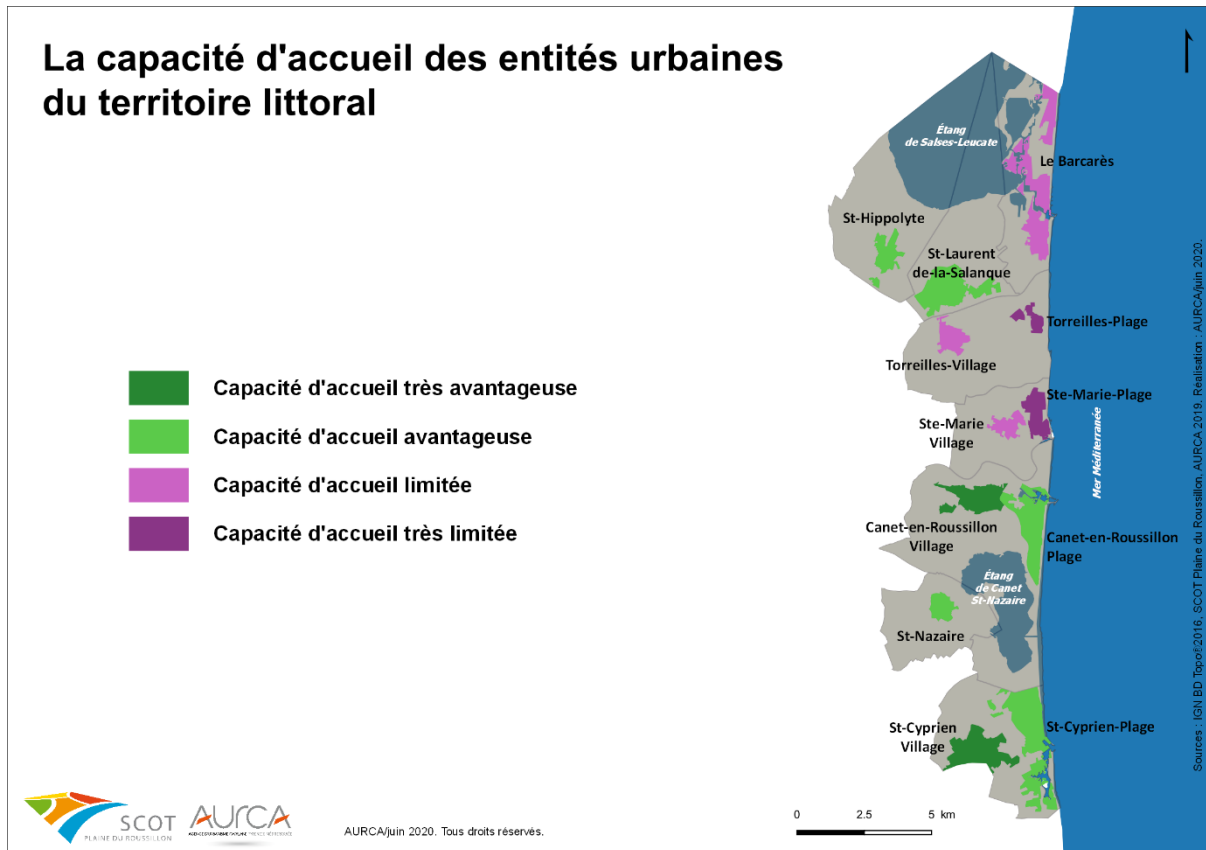 La capacité d'accueil des entités urbaines
du territoire littoral
Étang
de Salses-Leucate
Le Barcarès
St-Hippolyte
St-Laurent
de-la-Salanque
Torreilles-Plage
Torreilles-Village
Ste-Marie-Plage
Ste-Marie
Village
Mer Méditerranée
Canet-en-Roussillon
Village
Canet-en-Roussillon
Plage
Étang
de Canet
St-Nazaire
St-Nazaire
St-Cyprien
Village
St-Cyprien-Plage
Capacité d'accueil très avantageuse
Capacité d'accueil avantageuse
Capacité d'accueil limitée
Capacité d'accueil très limitée
Sources : IGN BD Topo®2016, SCOT Plaine du Roussillon, AURCA 2019. Réalisation : AURCA/juin 2020.
SCOT
PLAINE DU ROUSSILLON
AURCA
AURCA/juin 2020. Tous droits réservés.
0 2.5 5 km